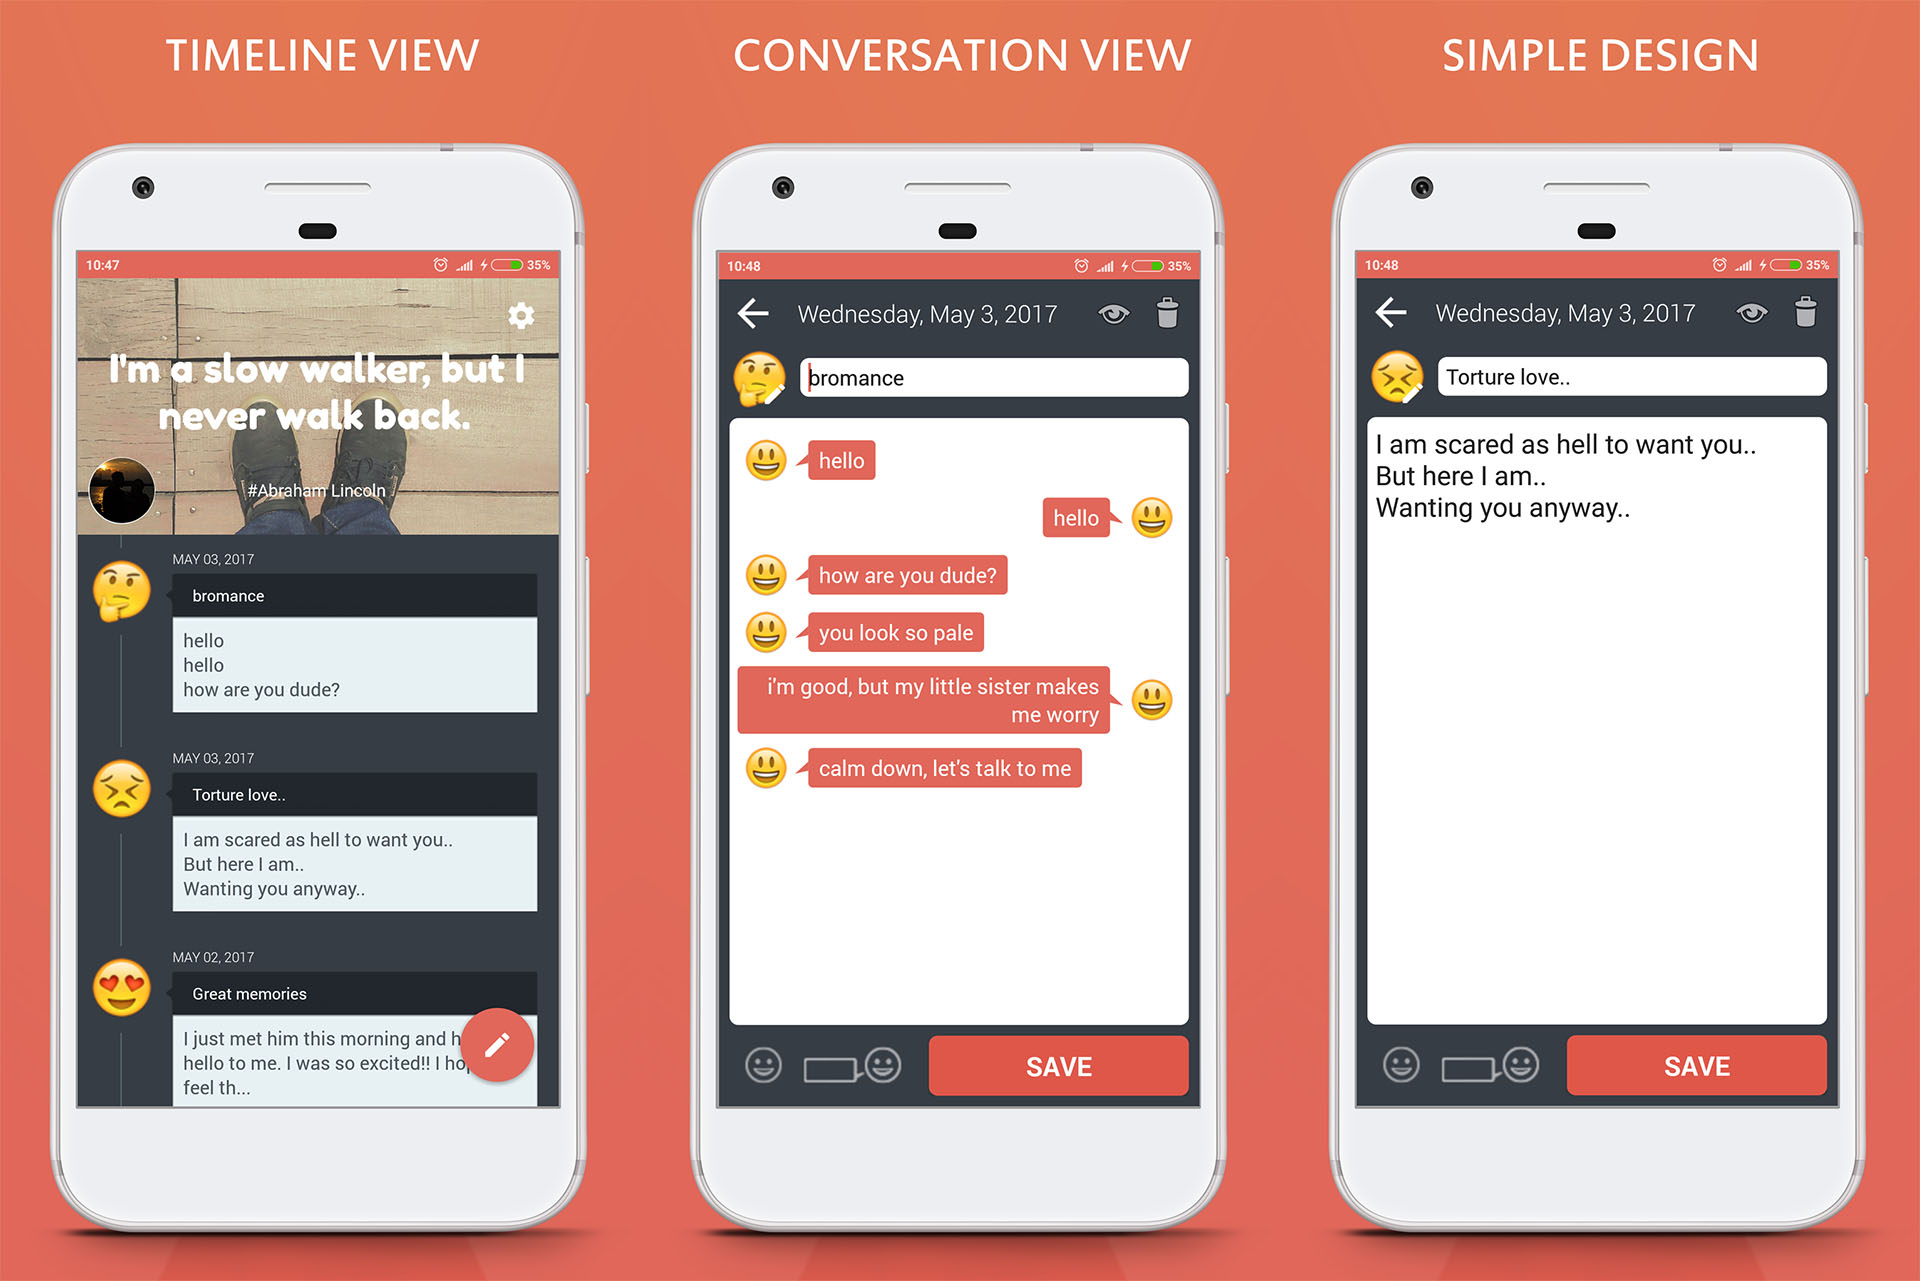 TIMELINE VIEW
10:47
35%
I'm a slow walker, but I
never walk back.
#Abraham Lincoln
MAY 03, 2017
bromance
hello
hello
how are you dude?
MAY 03, 2017
Torture love..
I am scared as hell to want you..
But here I am..
Wanting you anyway..
MAY 02, 2017
Great memories
I just met him this morning and h
hello to me. I was so excited!! I ho
feel th...
CONVERSATION VIEW
10:48
35%
Wednesday, May 3, 2017
bromance
hello
hello
how are you dude?
you look so pale
i'm good, but my little sister makes
me worry
calm down, let's talk to me
SAVE
SIMPLE DESIGN
10:48
35%
Wednesday, May 3, 2017
Torture love..
I am scared as hell to want you..
But here I am..
Wanting you anyway..
SAVE